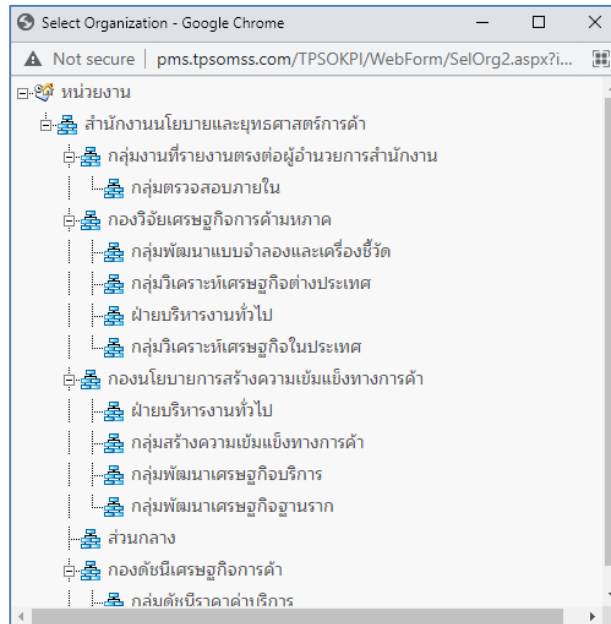 Select Organization - Google Chrome
Not secure | pms.tpsomss.com/TPSOKPI/WebForm/SelOrg2.aspx?i...
หน่วยงาน
สำนักงานนโยบายและยุทธศาสตร์การค้า
กลุ่มงานที่รายงานตรงต่อผู้อำนวยการสำนักงาน
กลุ่มตรวจสอบภายใน
กองวิจัยเศรษฐกิจการค้ามหภาค
กลุ่มพัฒนาแบบจำลองและเครื่องชี้วัด
กลุ่มวิเคราะห์เศรษฐกิจต่างประเทศ
ฝ่ายบริหารงานทั่วไป
กลุ่มวิเคราะห์เศรษฐกิจในประเทศ
กองนโยบายการสร้างความเข้มแข็งทางการค้า
ฝ่ายบริหารงานทั่วไป
กลุ่มสร้างความเข้มแข็งทางการค้า
กลุ่มพัฒนาเศรษฐกิจบริการ
กลุ่มพัฒนาเศรษฐกิจฐานราก
ส่วนกลาง
กองดัชนีเศรษฐกิจการค้า
กลุ่มดัชนีราคาค่าบริการ